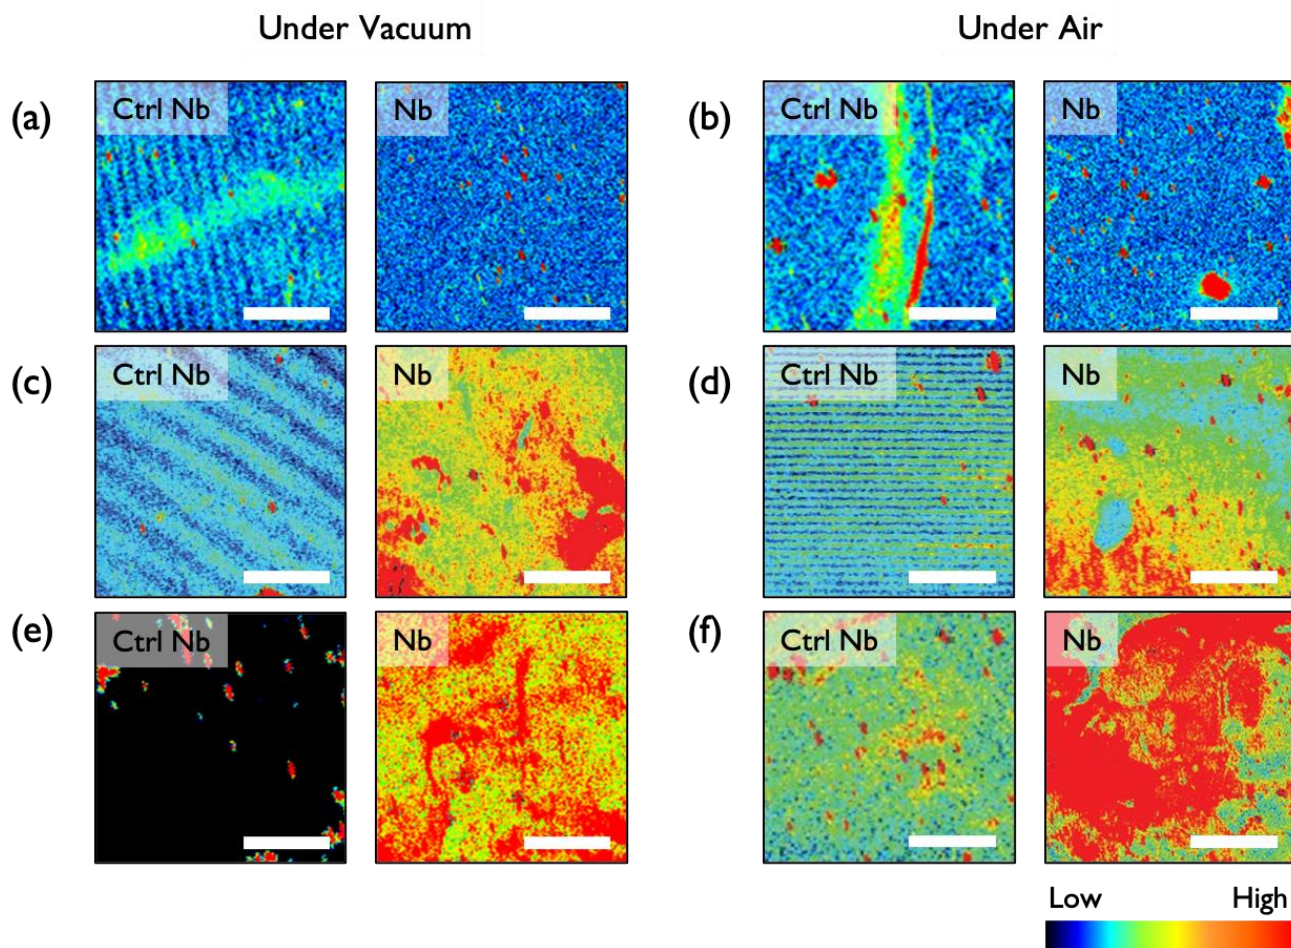 Under Vacuum
Under Air
(a)
Ctrl Nb
Nb
(b)
Ctrl Nb
Nb
(c)
Ctrl Nb
Nb
(d)
Ctrl Nb
Nb
(e)
Ctrl Nb
Nb
(f)
Ctrl Nb
Nb
Low
High